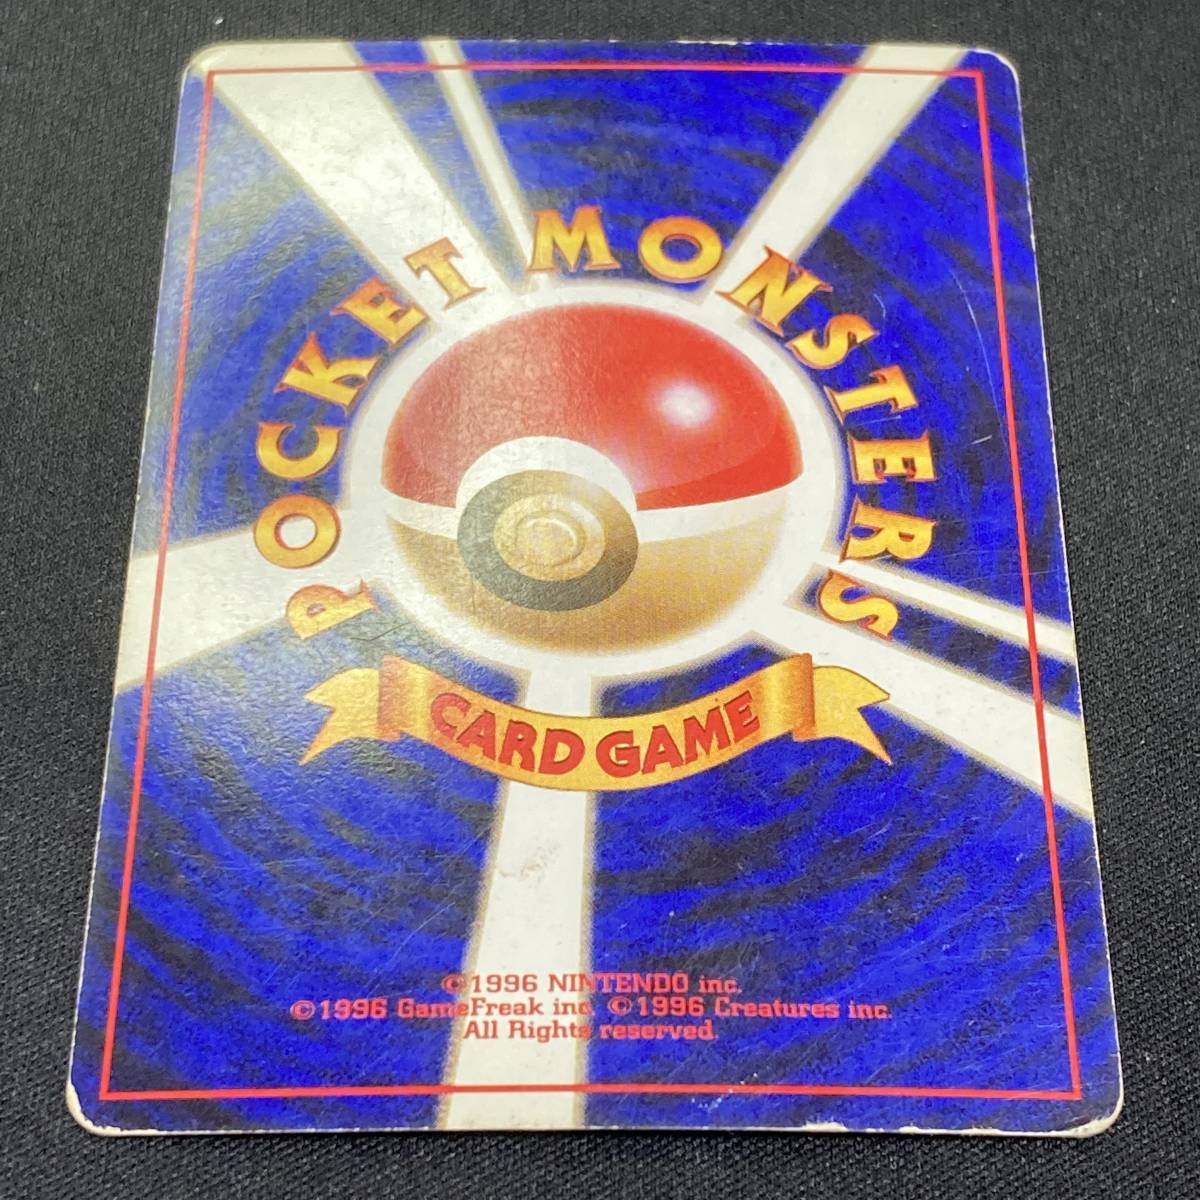 POCKET MONSTERS
CARD GAME
©1996 NINTENDO inc.
©1996 GameFreak inc. ©1996 Creatures inc.
All Rights reserved.